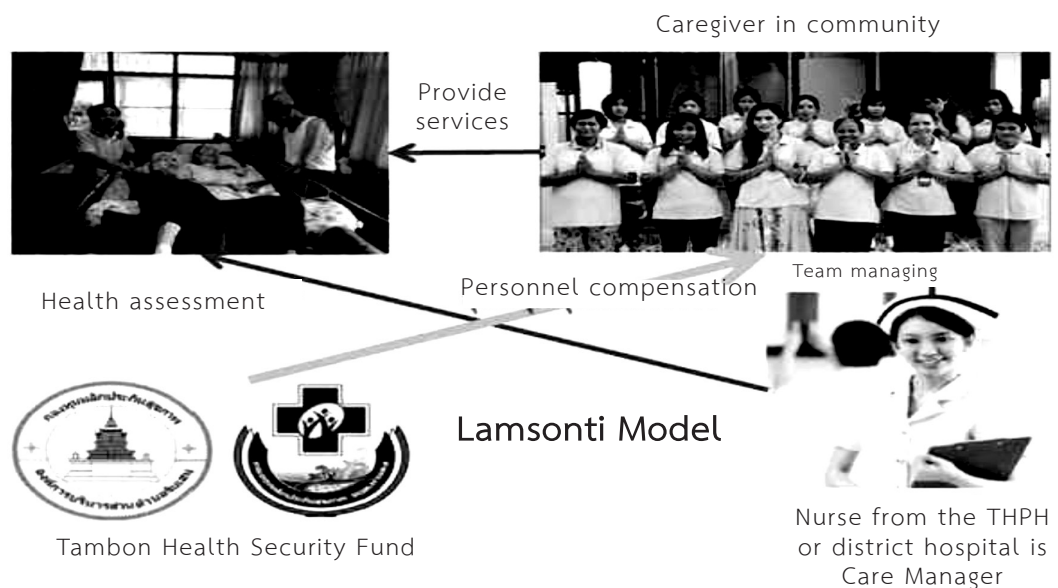 Caregiver in community
Provide
services
Team managing
Health assessment
Personnel compensation
Lamsonti Model
Tambon Health Security Fund
Nurse from the THPH
or district hospital is
Care Manager